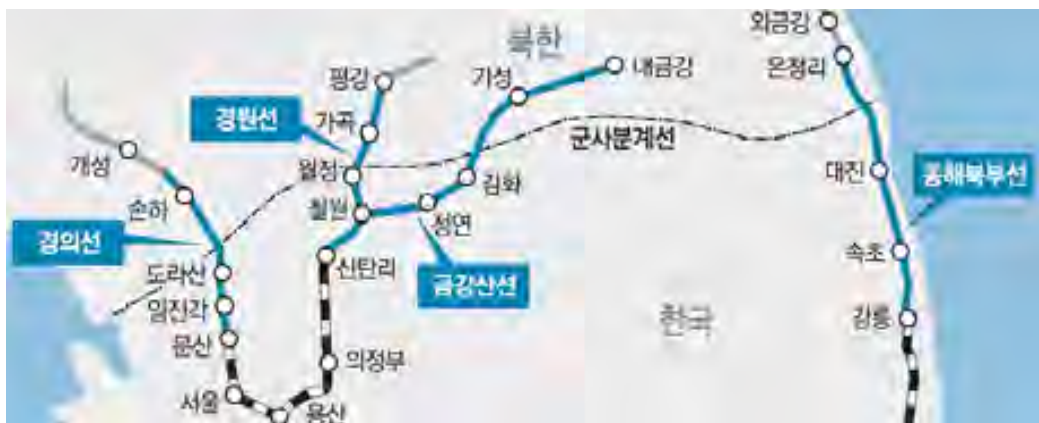 외금강
북한
온정리
내금강
평강
기성
경원선
가곡
군사분계선
개성
월정
김화
대진
동해북부선
손하
철원
정연
경의선
신탄리
속초
도라산
금강산선
임진각
한국
강릉
문산
의정부
서울
용산